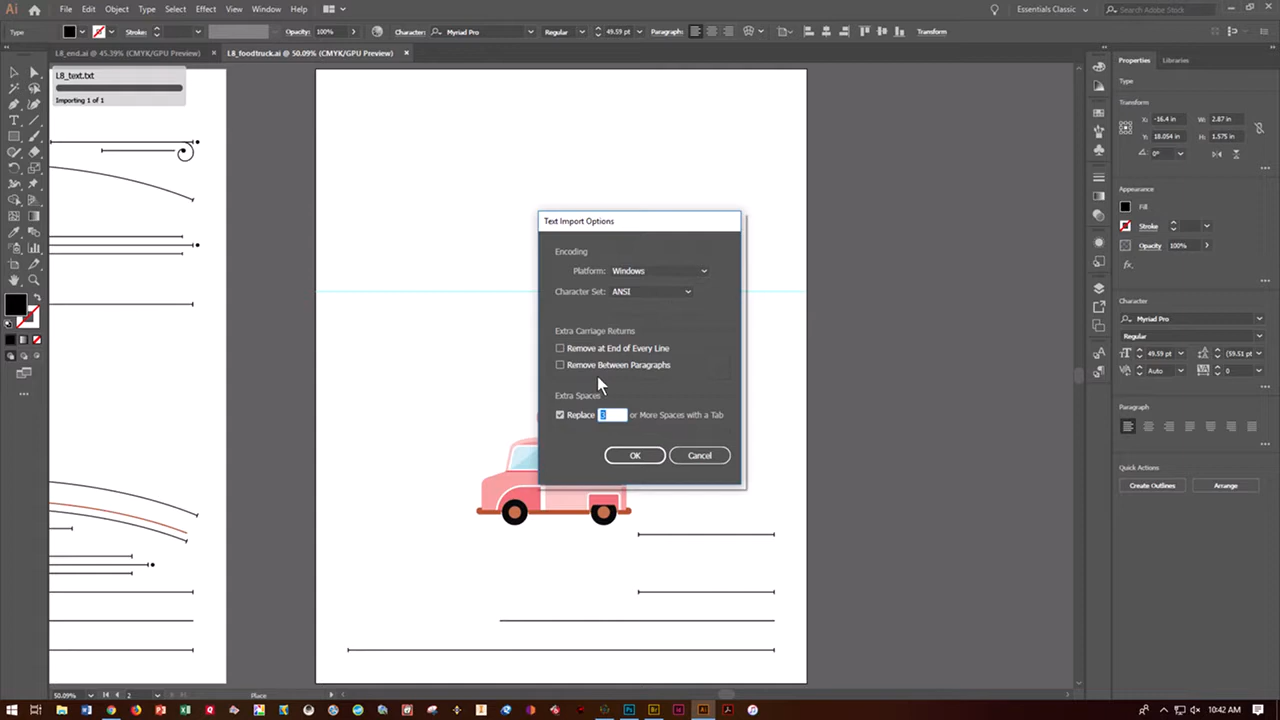 Ai File Edit Object Type Select Effect View Window Help Essentials Classic Search Adobe Stock
Type Stroke: Opacity: 100% Character: Myriad Pro Regular 49.59 pt Paragraph: Transform
L8_end.ai @ 45.39% (CMYK/GPU Preview) × L8_foodtruck.ai @ 50.09% (CMYK/GPU Preview) ×
L8_text.txt
Importing 1 of 1
Text Import Options
Encoding
Platform: Windows
Character Set: ANSI
Extra Carriage Returns
Remove at End of Every Line
Remove Between Paragraphs
Extra Spaces
Replace 3 or More Spaces with a Tab
OK Cancel
Properties Libraries
Type
Transform
X: -16.4 in W: 2.87 in
Y: 18.054 in H: 1.575 in
0°
Appearance
Fill
Stroke
Opacity 100%
fx.
Character
Myriad Pro
Regular
49.59 pt (59.51 pt
Auto 0
Paragraph
Quick Actions
Create Outlines Arrange
50.09% 2 Place
10:42 AM